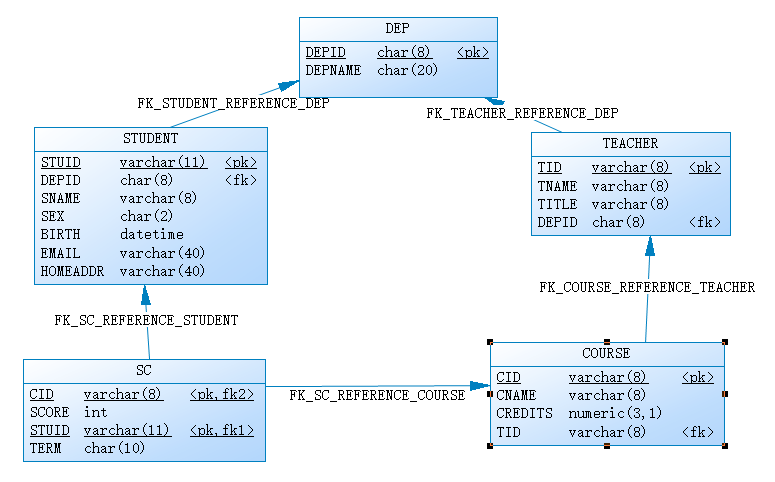 DEP
DEPID char(8) <pk>
DEPNAME char(20)
FK_STUDENT_REFERENCE_DEP
FK_TEACHER_REFERENCE_DEP
STUDENT
STUID varchar(11) <pk>
DEPID char(8) <fk>
SNAME varchar(8)
SEX char(2)
BIRTH datetime
EMAIL varchar(40)
HOMEADDR varchar(40)
TEACHER
TID varchar(8) <pk>
TNAME varchar(8)
TITLE varchar(8)
DEPID char(8) <fk>
FK_SC_REFERENCE_STUDENT
FK_COURSE_REFERENCE_TEACHER
SC
CID varchar(8) <pk,fk2>
SCORE int
STUID varchar(11) <pk,fk1>
TERM char(10)
FK_SC_REFERENCE_COURSE
COURSE
CID varchar(8) <pk>
CNAME varchar(8)
CREDITS numeric(3,1)
TID varchar(8) <fk>